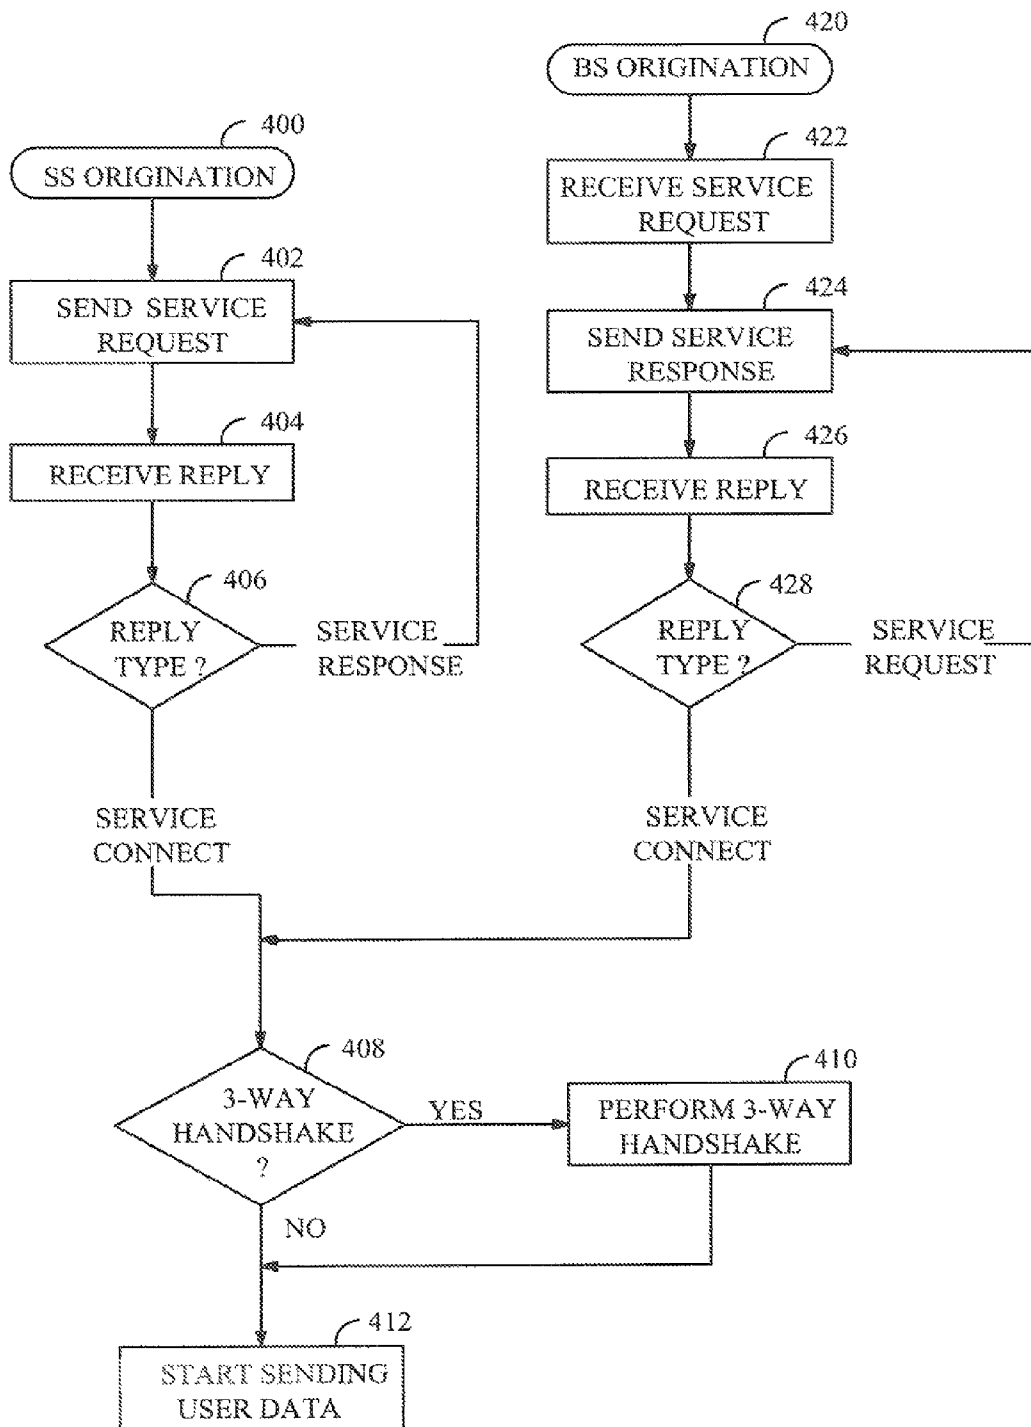 420
BS ORIGINATION
422
RECEIVE SERVICE
REQUEST
424
SEND SERVICE
RESPONSE
426
RECEIVE REPLY
428
REPLY
TYPE ?
SERVICE
REQUEST
SERVICE
CONNECT
400
SS ORIGINATION
402
SEND SERVICE
REQUEST
404
RECEIVE REPLY
406
REPLY
TYPE ?
SERVICE
RESPONSE
SERVICE
CONNECT
408
3-WAY
HANDSHAKE
?
YES
NO
410
PERFORM 3-WAY
HANDSHAKE
412
START SENDING
USER DATA